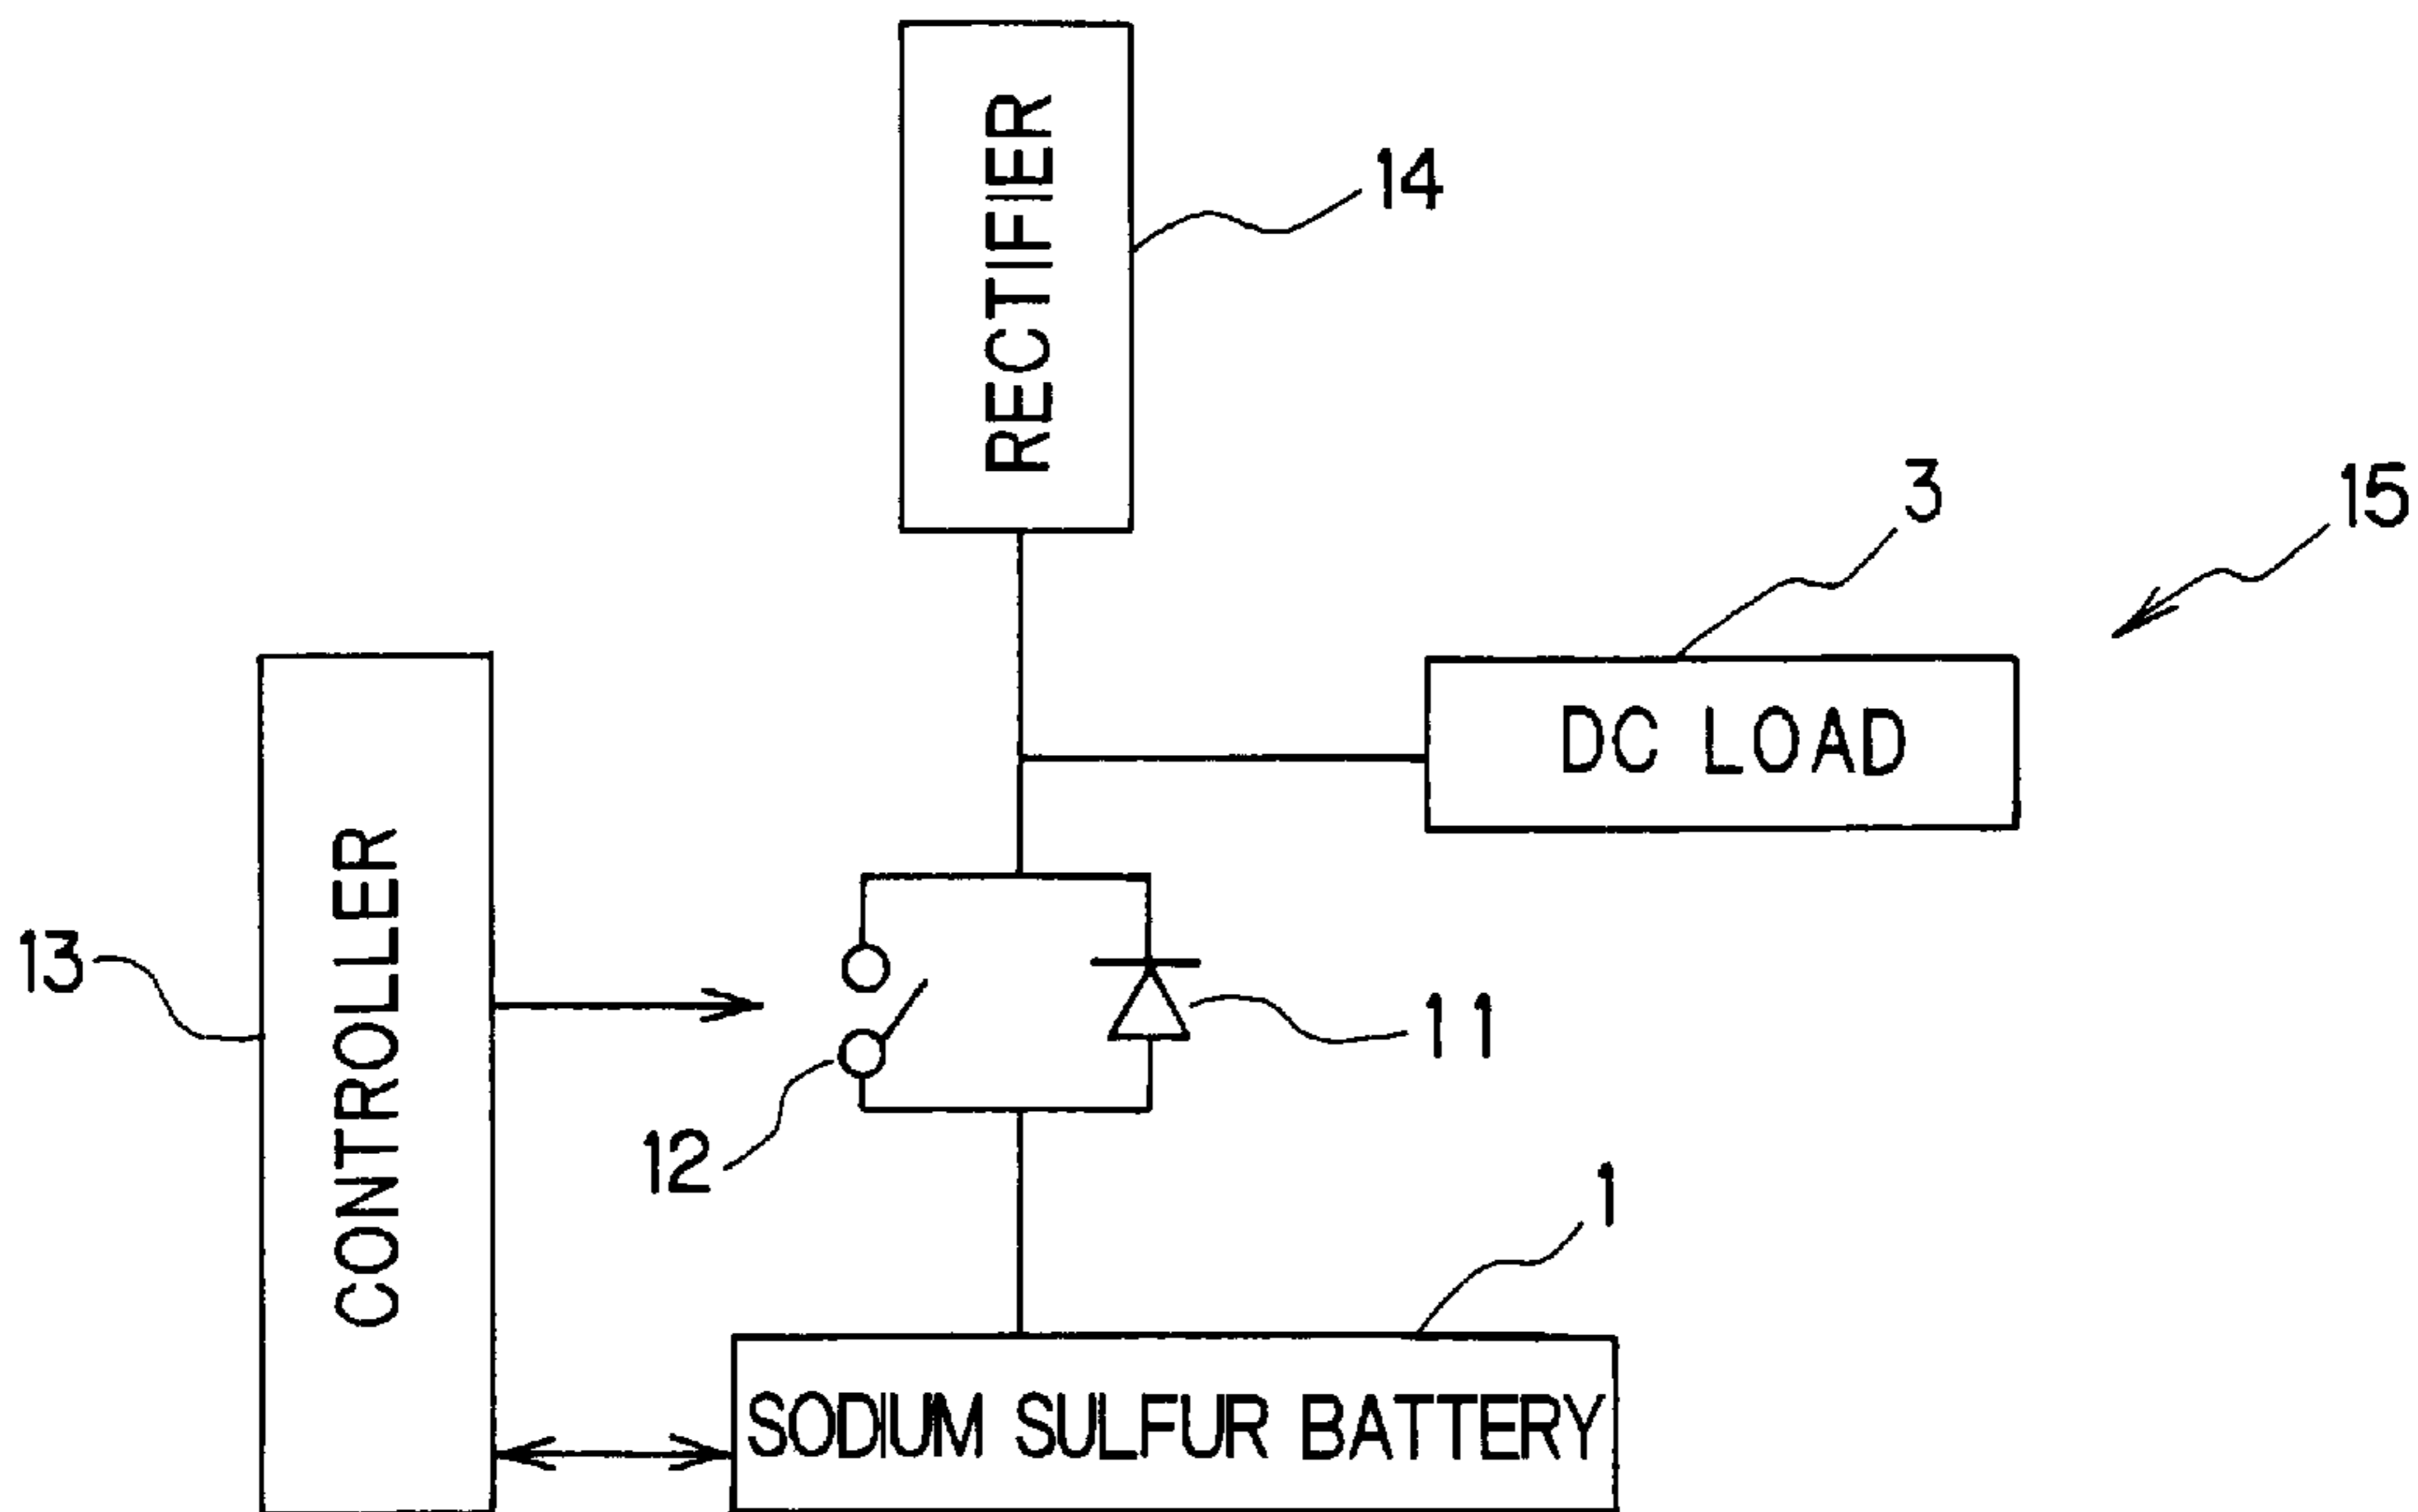 RECTIFIER
14
3
15
DC LOAD
CONTROLLER
13
11
12
1
SODIUM SULFUR BATTERY